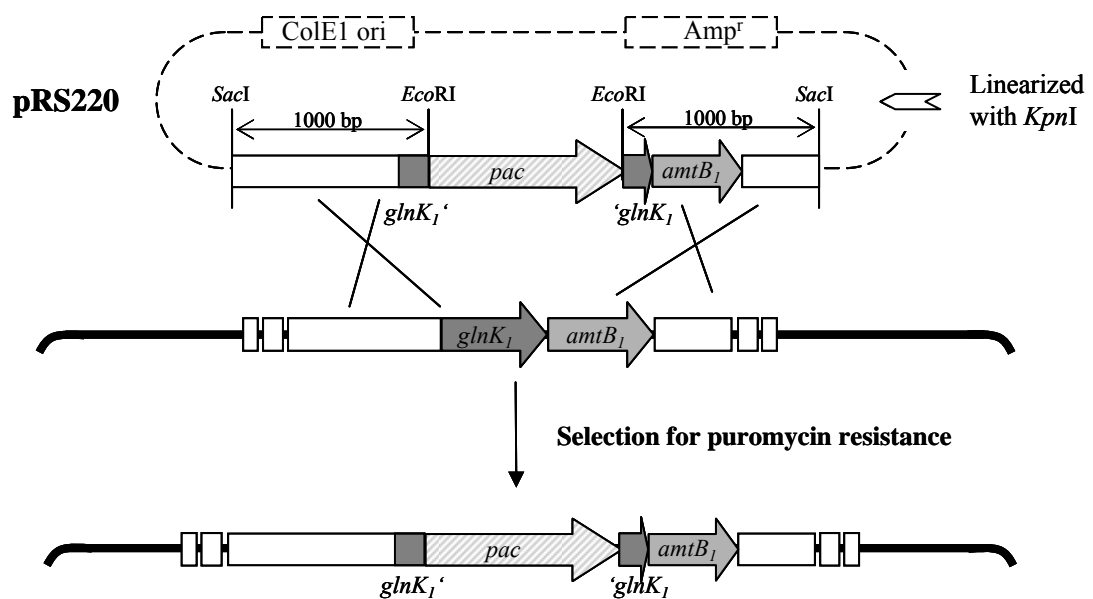 ColE1 ori
Ampʳ
pRS220
SacI
EcoRI
EcoRI
SacI
Linearized
with KpnI
1000 bp
1000 bp
pac
amtB₁
glnK₁‘
‘glnK₁
glnK₁
amtB₁
Selection for puromycin resistance
pac
amtB₁
glnK₁‘
‘glnK₁